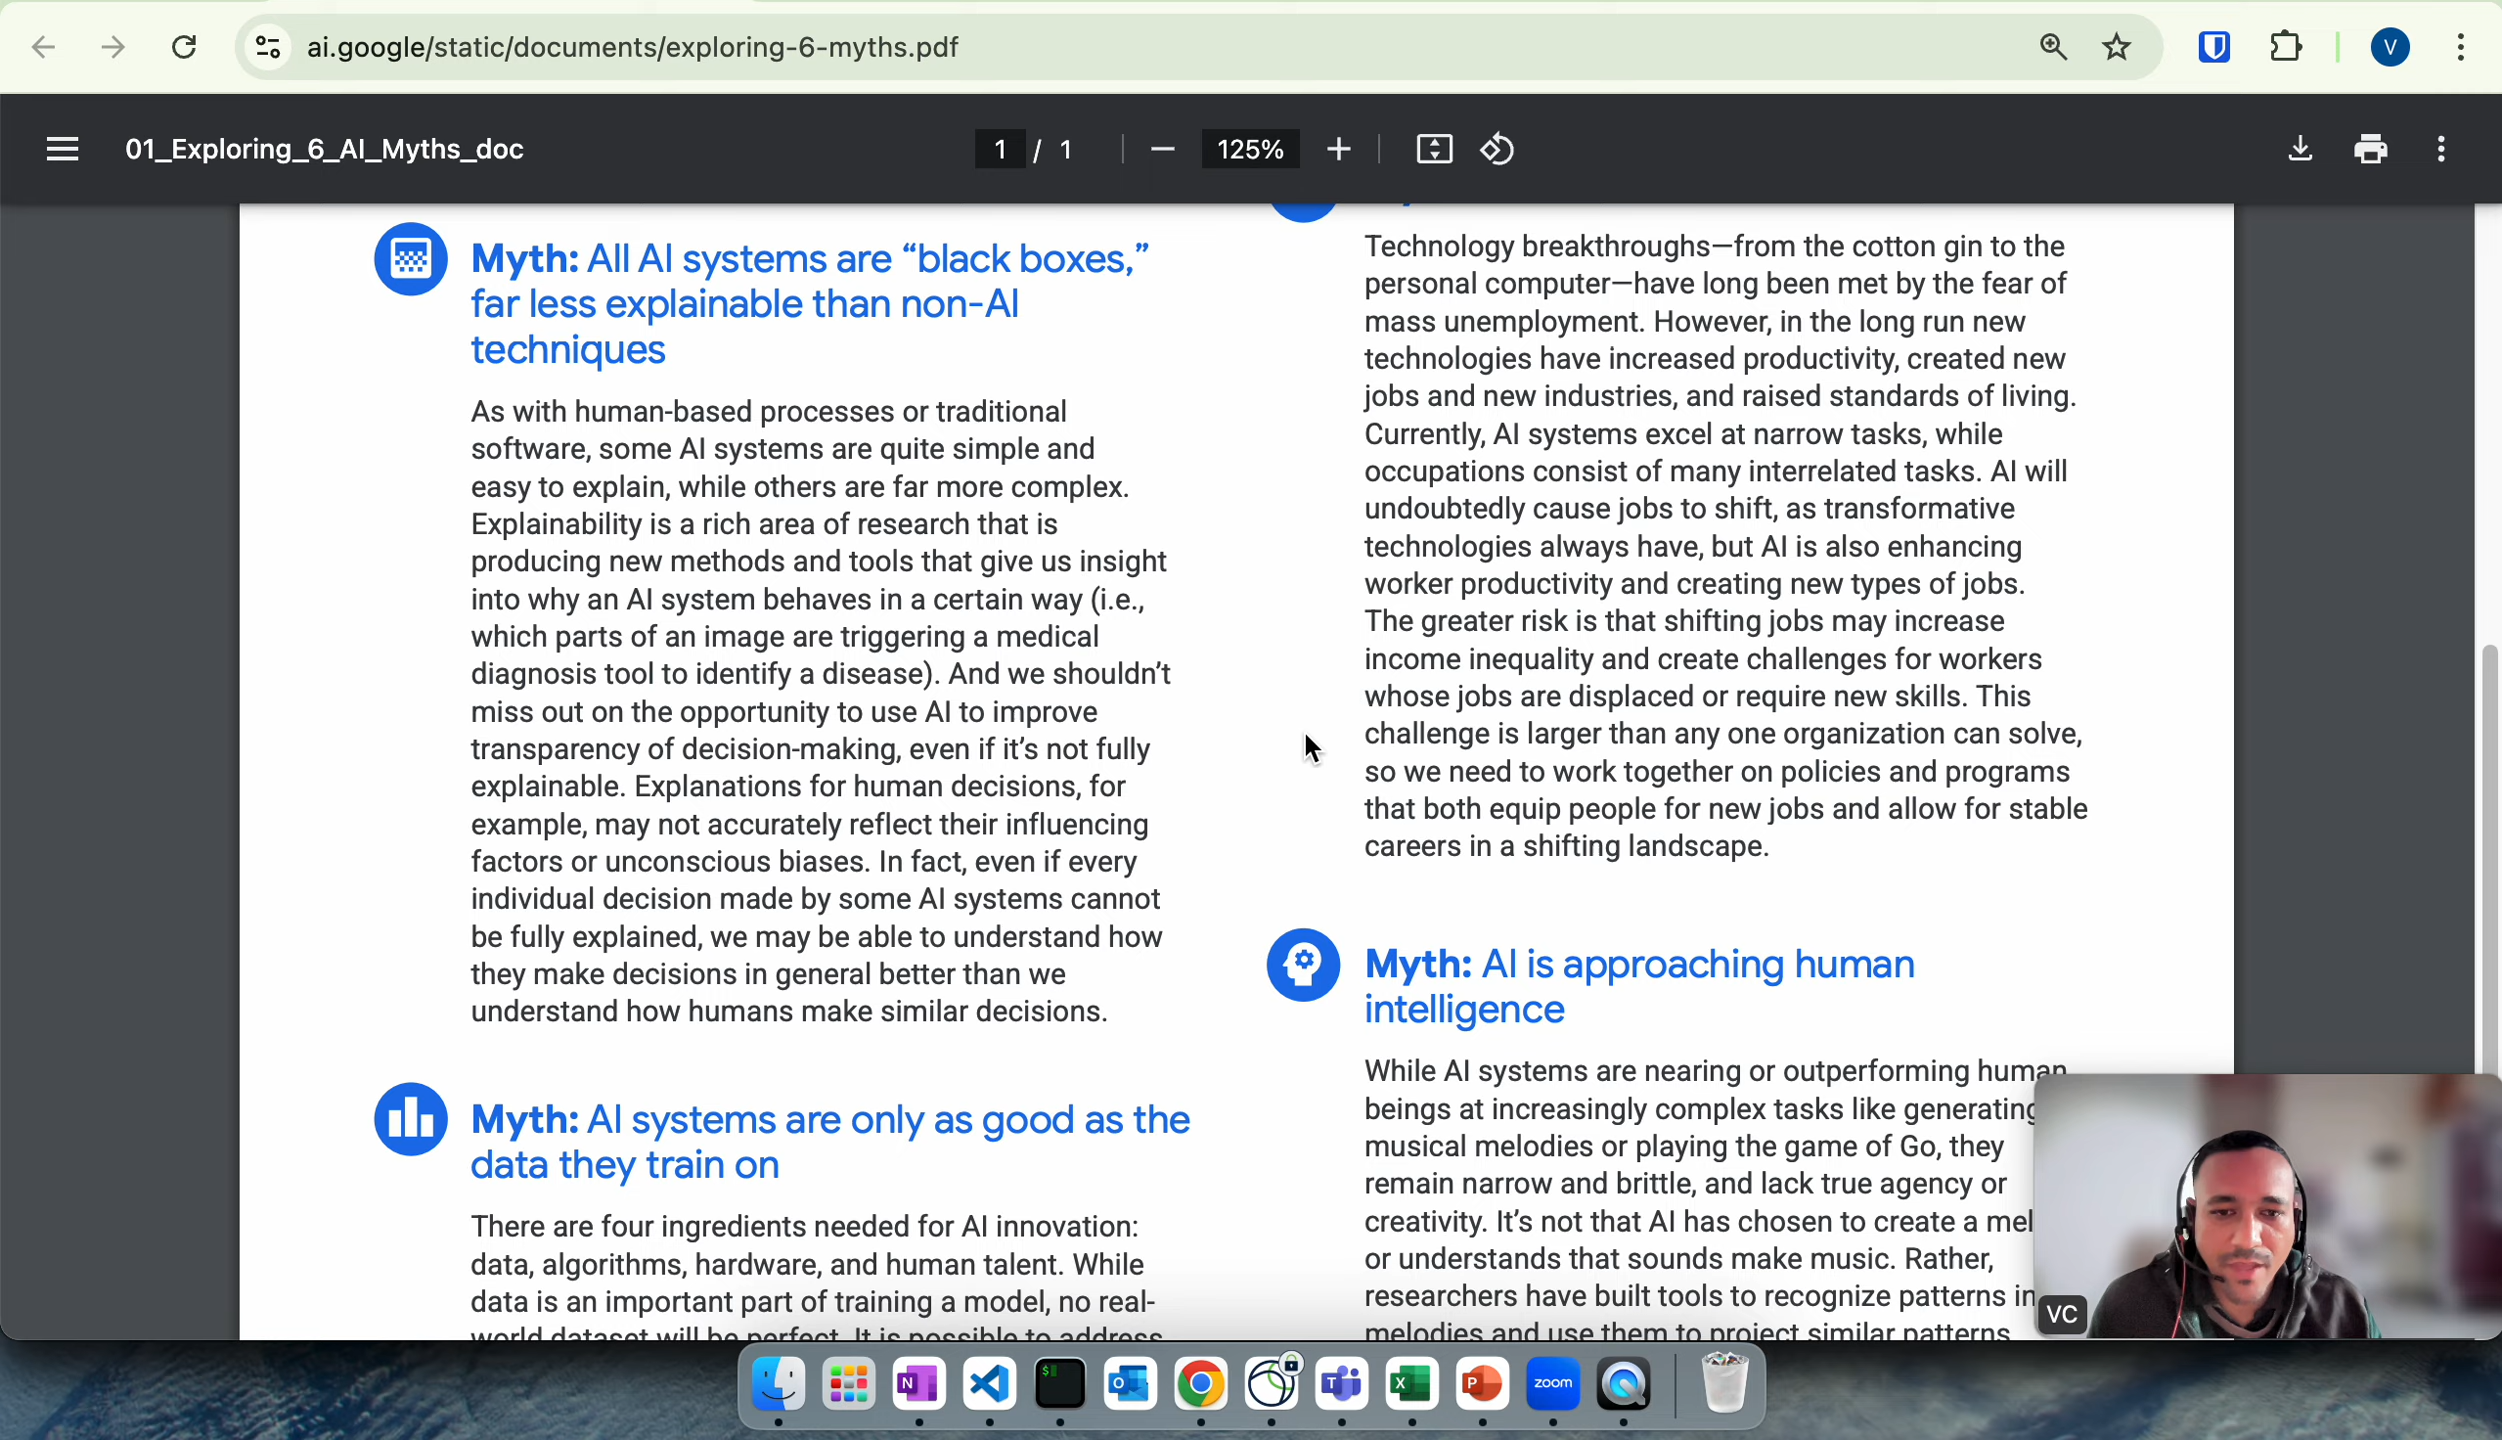 ai.google/static/documents/exploring-6-myths.pdf
V
01_Exploring_6_AI_Myths_doc
1 / 1
125%
Myth: All AI systems are “black boxes,”
far less explainable than non-AI
techniques
As with human-based processes or traditional
software, some AI systems are quite simple and
easy to explain, while others are far more complex.
Explainability is a rich area of research that is
producing new methods and tools that give us insight
into why an AI system behaves in a certain way (i.e.,
which parts of an image are triggering a medical
diagnosis tool to identify a disease). And we shouldn’t
miss out on the opportunity to use AI to improve
transparency of decision-making, even if it’s not fully
explainable. Explanations for human decisions, for
example, may not accurately reflect their influencing
factors or unconscious biases. In fact, even if every
individual decision made by some AI systems cannot
be fully explained, we may be able to understand how
they make decisions in general better than we
understand how humans make similar decisions.
Myth: AI systems are only as good as the
data they train on
There are four ingredients needed for AI innovation:
data, algorithms, hardware, and human talent. While
data is an important part of training a model, no real-
world dataset will be perfect. It is possible to address
Technology breakthroughs—from the cotton gin to the
personal computer—have long been met by the fear of
mass unemployment. However, in the long run new
technologies have increased productivity, created new
jobs and new industries, and raised standards of living.
Currently, AI systems excel at narrow tasks, while
occupations consist of many interrelated tasks. AI will
undoubtedly cause jobs to shift, as transformative
technologies always have, but AI is also enhancing
worker productivity and creating new types of jobs.
The greater risk is that shifting jobs may increase
income inequality and create challenges for workers
whose jobs are displaced or require new skills. This
challenge is larger than any one organization can solve,
so we need to work together on policies and programs
that both equip people for new jobs and allow for stable
careers in a shifting landscape.
Myth: AI is approaching human
intelligence
While AI systems are nearing or outperforming human
beings at increasingly complex tasks like generating
musical melodies or playing the game of Go, they
remain narrow and brittle, and lack true agency or
creativity. It’s not that AI has chosen to create a mel
or understands that sounds make music. Rather,
researchers have built tools to recognize patterns in
melodies and use them to project similar patterns
VC
N
$
O
T
X
P
zoom